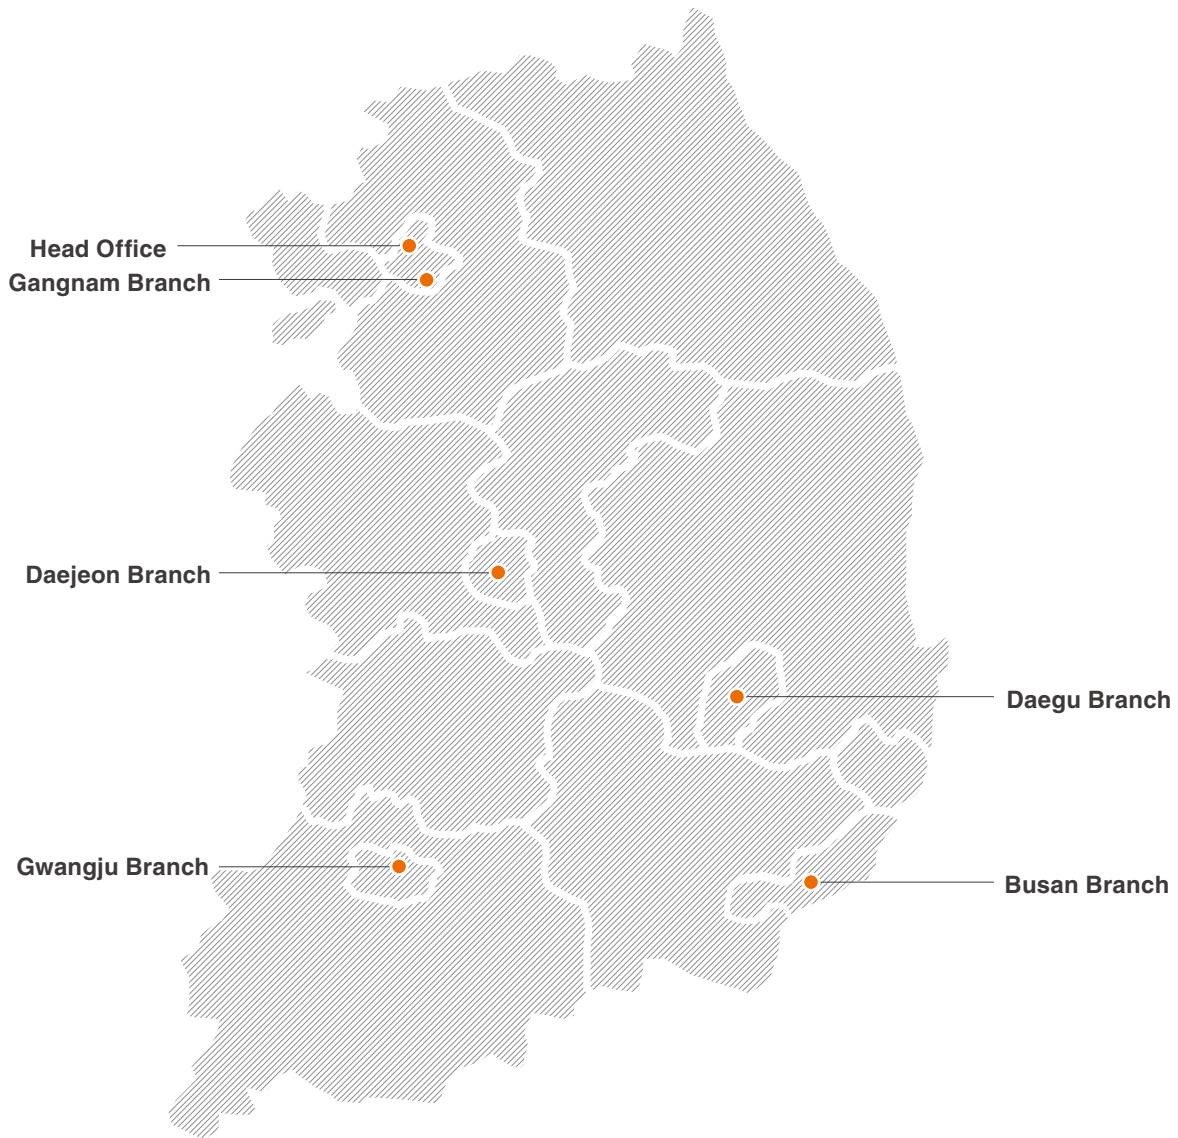 Head Office
Gangnam Branch
Daejeon Branch
Daegu Branch
Gwangju Branch
Busan Branch